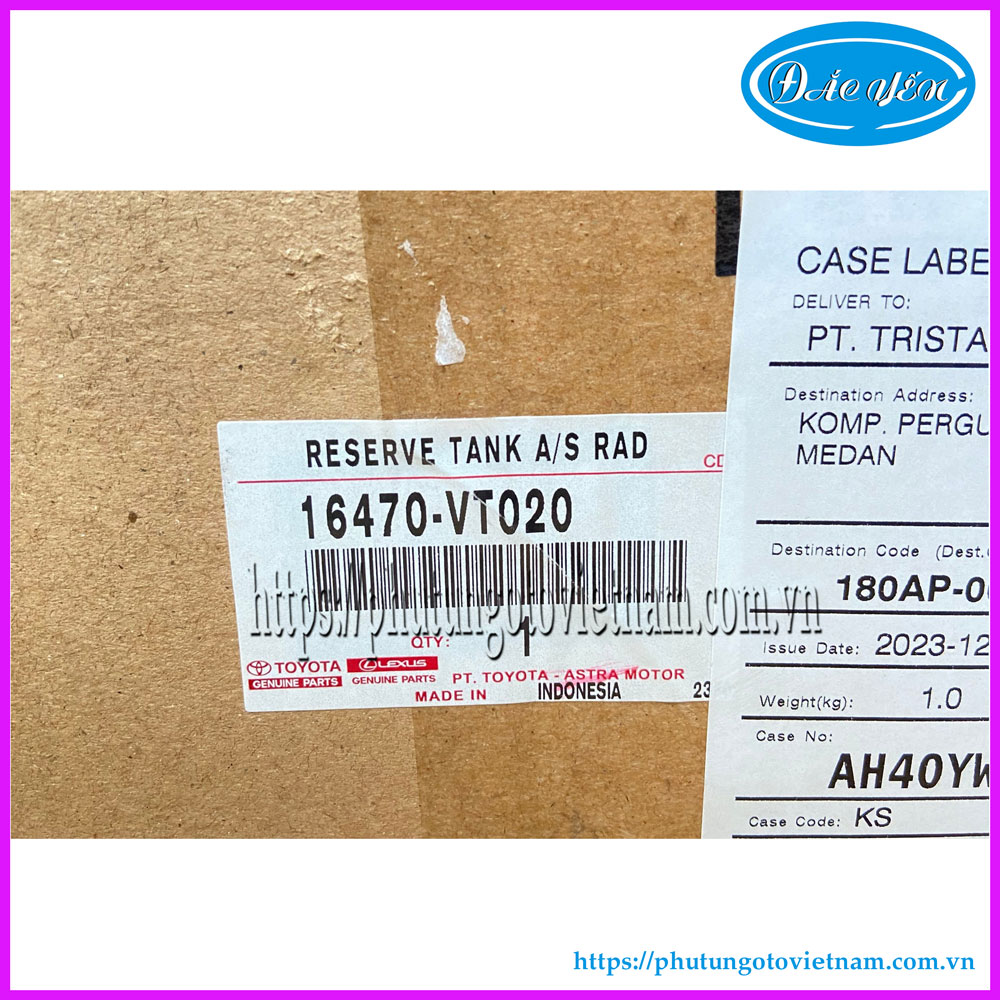 ĐẮC YẾN
CASE LABE
DELIVER TO:
PT. TRISTA
Destination Address:
KOMP. PERGU
MEDAN
RESERVE TANK A/S RAD
16470-VT020
https://phutungotovietnam.com.vn
QTY: 1
TOYOTA
GENUINE PARTS
LEXUS
GENUINE PARTS
PT. TOYOTA - ASTRA MOTOR
MADE IN INDONESIA 23
Destination Code (Dest.
180AP-0
Issue Date: 2023-12
Weight(kg): 1.0
Case No:
AH40YW
Case Code: KS
https://phutungotovietnam.com.vn